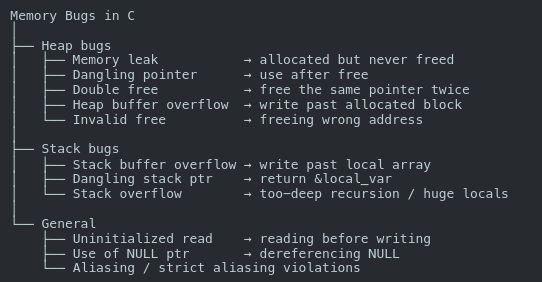 Memory Bugs in C
│
├── Heap bugs
│   ├── Memory leak           → allocated but never freed
│   ├── Dangling pointer      → use after free
│   ├── Double free           → free the same pointer twice
│   ├── Heap buffer overflow  → write past allocated block
│   └── Invalid free          → freeing wrong address
│
├── Stack bugs
│   ├── Stack buffer overflow → write past local array
│   ├── Dangling stack ptr    → return &local_var
│   └── Stack overflow        → too-deep recursion / huge locals
│
└── General
    ├── Uninitialized read    → reading before writing
    ├── Use of NULL ptr       → dereferencing NULL
    └── Aliasing / strict aliasing violations